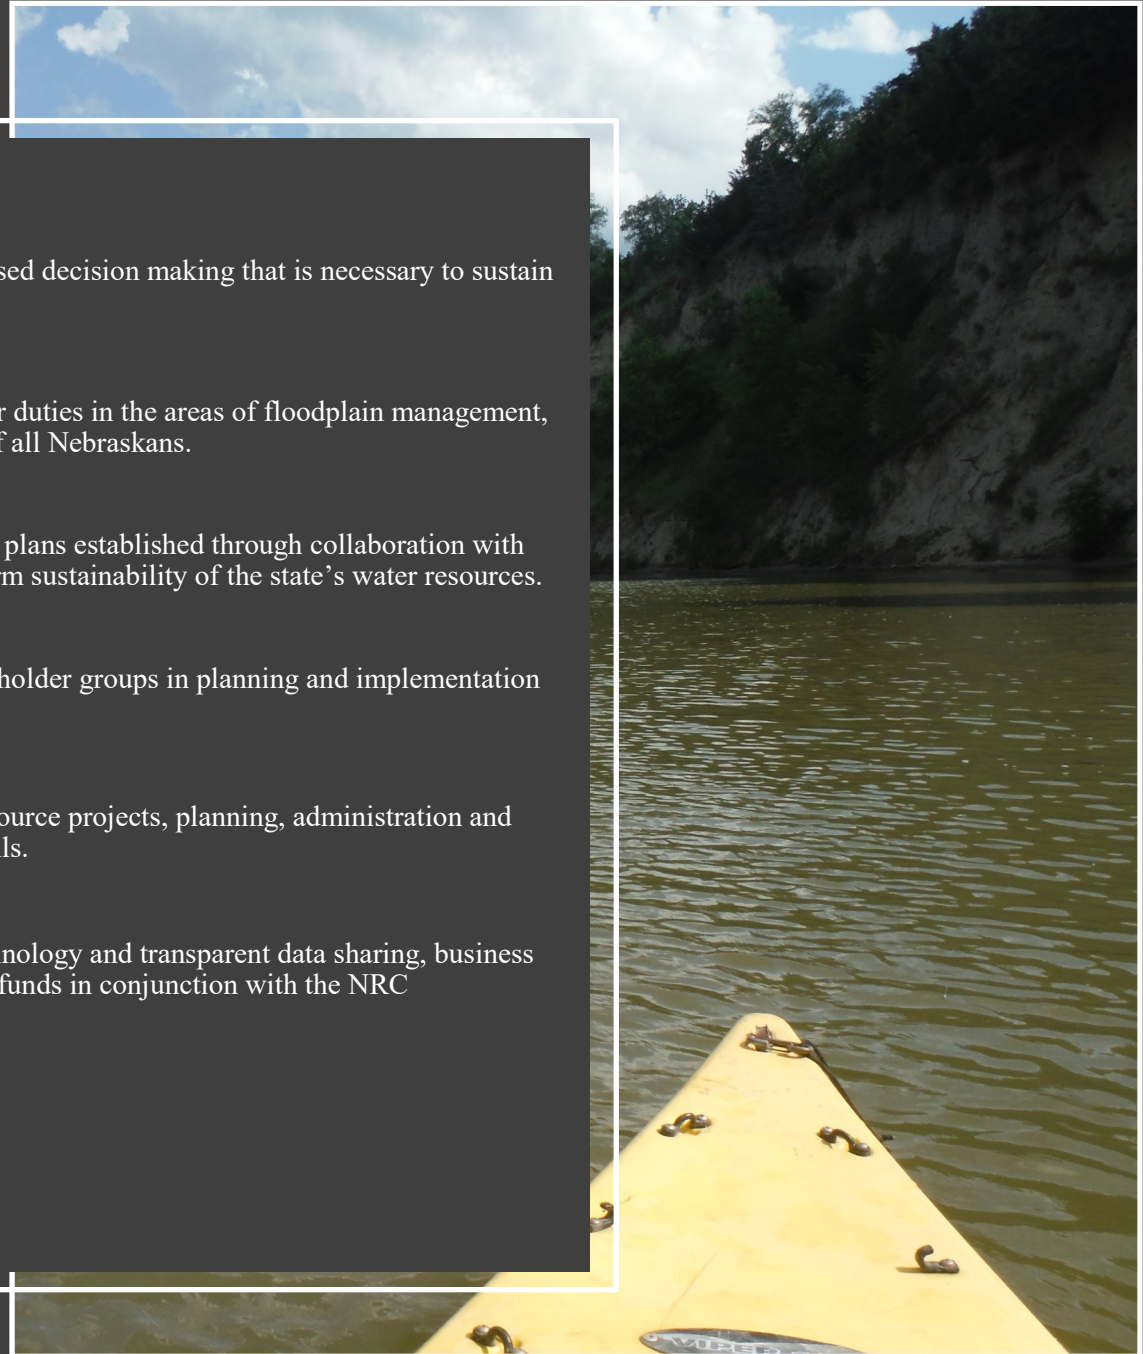 sed decision making that is necessary to sustain
r duties in the areas of floodplain management,
f all Nebraskans.
plans established through collaboration with
rm sustainability of the state’s water resources.
holder groups in planning and implementation
ource projects, planning, administration and
ls.
nology and transparent data sharing, business
funds in conjunction with the NRC
VIPER